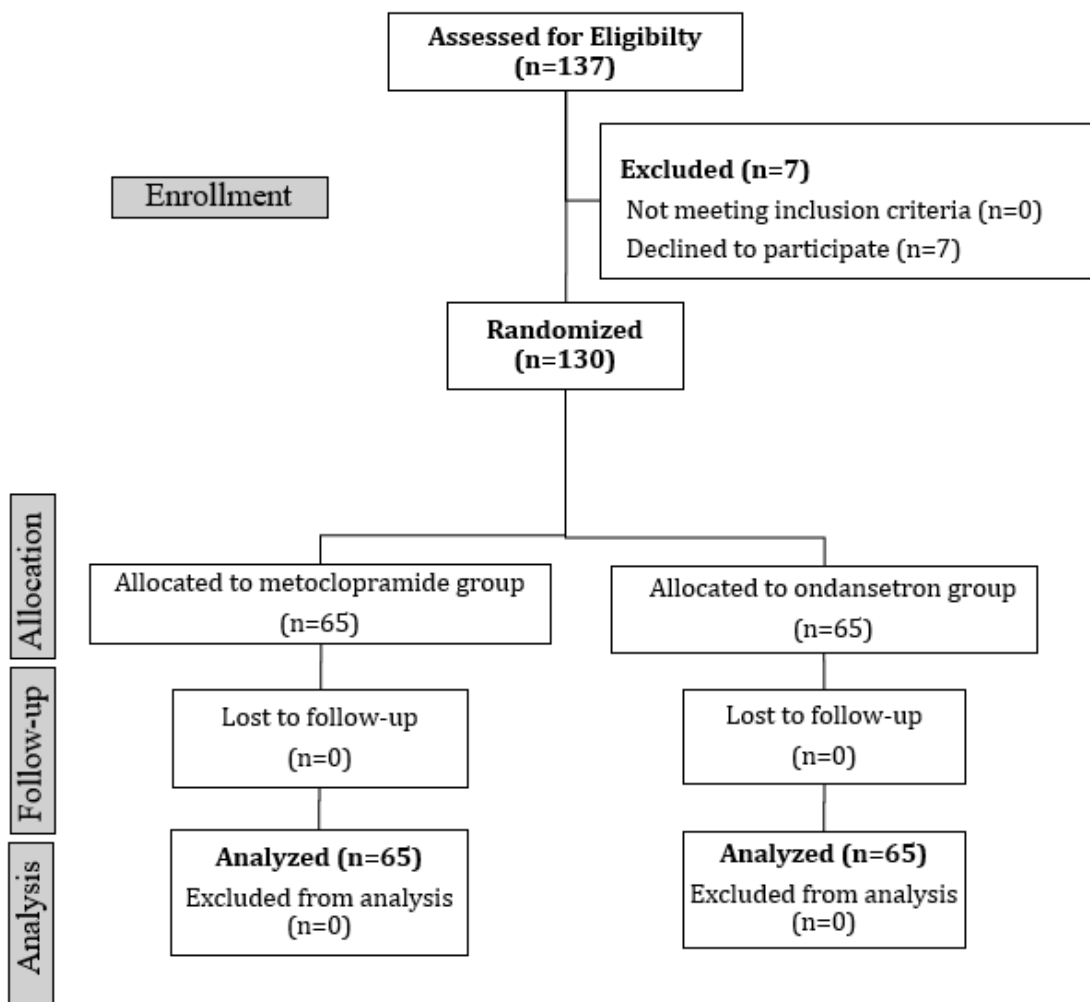 Assessed for Eligibilty
(n=137)
Enrollment
Excluded (n=7)
Not meeting inclusion criteria (n=0)
Declined to participate (n=7)
Randomized
(n=130)
Allocation
Allocated to metoclopramide group
(n=65)
Allocated to ondansetron group
(n=65)
Follow-up
Lost to follow-up
(n=0)
Lost to follow-up
(n=0)
Analysis
Analyzed (n=65)
Excluded from analysis
(n=0)
Analyzed (n=65)
Excluded from analysis
(n=0)